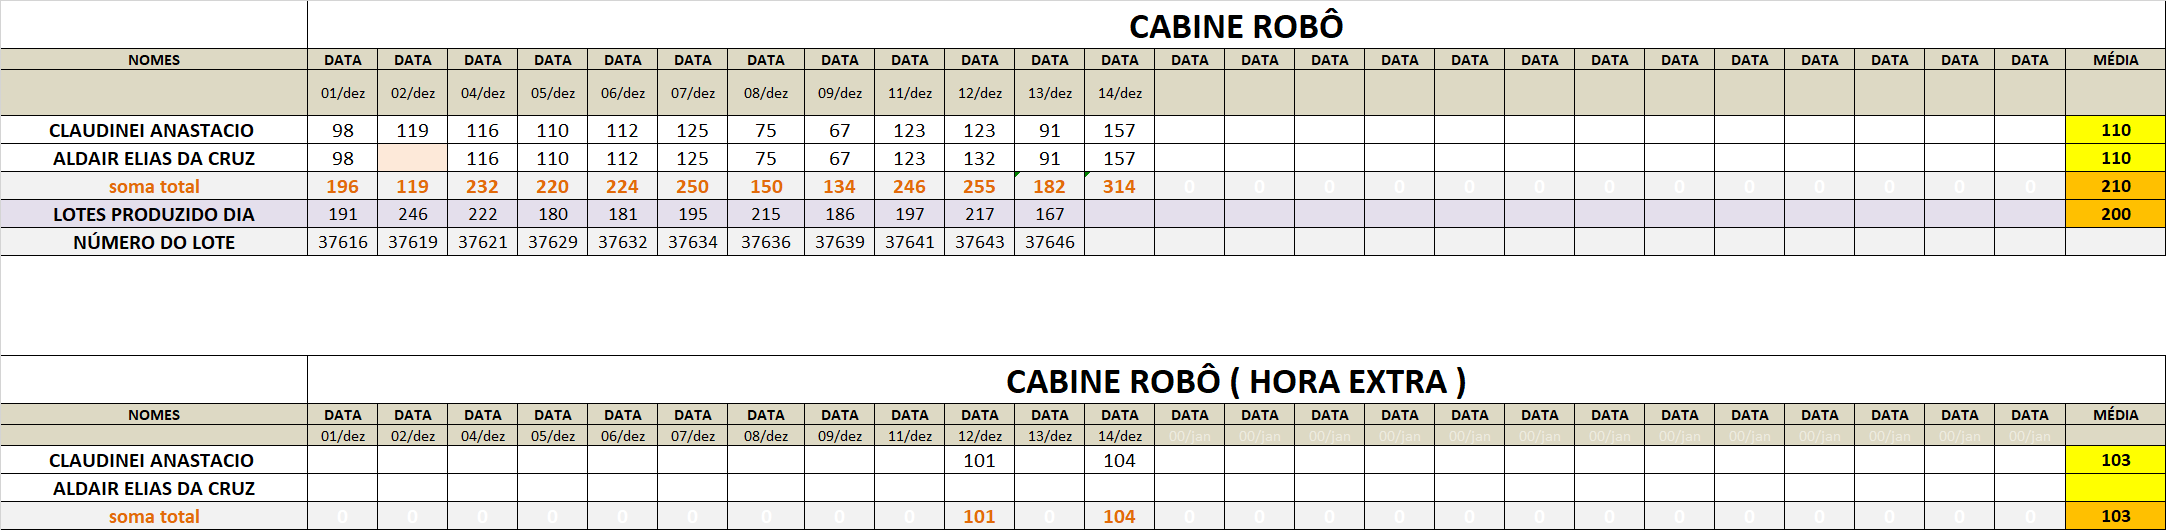 CABINE ROBÔ
NOMES DATA DATA DATA DATA DATA DATA DATA DATA DATA DATA DATA DATA DATA DATA DATA DATA DATA DATA DATA DATA DATA DATA DATA DATA DATA MÉDIA
01/dez 02/dez 04/dez 05/dez 06/dez 07/dez 08/dez 09/dez 11/dez 12/dez 13/dez 14/dez
CLAUDINEI ANASTACIO 98 119 116 110 112 125 75 67 123 123 91 157 110
ALDAIR ELIAS DA CRUZ 98 116 110 112 125 75 67 123 132 91 157 110
soma total 196 119 232 220 224 250 150 134 246 255 182 314 0 0 0 0 0 0 0 0 0 0 0 0 0 210
LOTES PRODUZIDO DIA 191 246 222 180 181 195 215 186 197 217 167 200
NÚMERO DO LOTE 37616 37619 37621 37629 37632 37634 37636 37639 37641 37643 37646
CABINE ROBÔ ( HORA EXTRA )
NOMES DATA DATA DATA DATA DATA DATA DATA DATA DATA DATA DATA DATA DATA DATA DATA DATA DATA DATA DATA DATA DATA DATA DATA DATA DATA MÉDIA
01/dez 02/dez 04/dez 05/dez 06/dez 07/dez 08/dez 09/dez 11/dez 12/dez 13/dez 14/dez 00/jan 00/jan 00/jan 00/jan 00/jan 00/jan 00/jan 00/jan 00/jan 00/jan 00/jan 00/jan 00/jan
CLAUDINEI ANASTACIO 101 104 103
ALDAIR ELIAS DA CRUZ
soma total 0 0 0 0 0 0 0 0 0 101 0 104 0 0 0 0 0 0 0 0 0 0 0 0 0 103